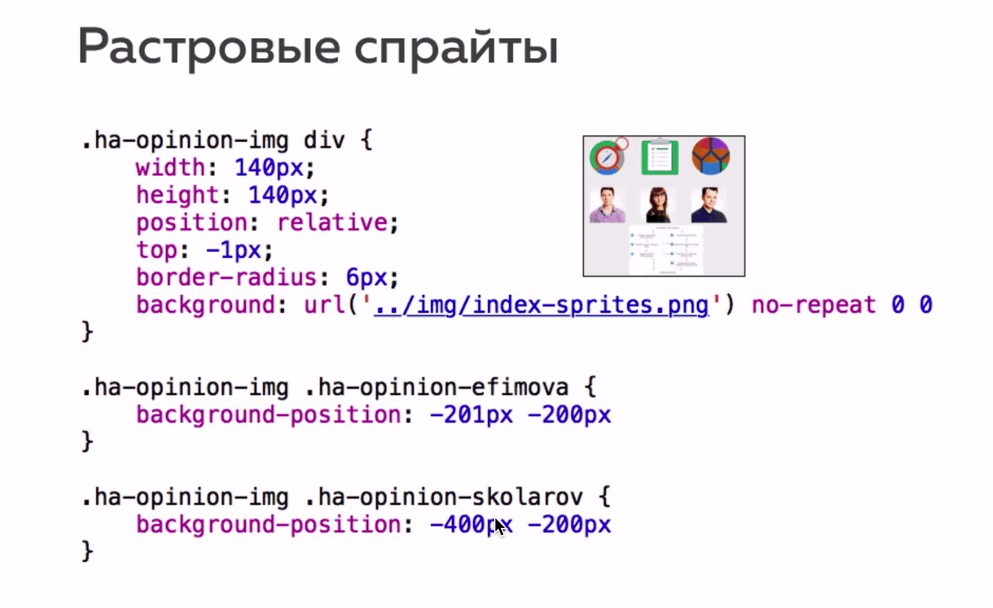 Растровые спрайты
.ha-opinion-img div {
width: 140px;
height: 140px;
position: relative;
top: -1px;
border-radius: 6px;
background: url('../img/index-sprites.png') no-repeat 0 0
}
.ha-opinion-img .ha-opinion-efimova {
background-position: -201px -200px
}
.ha-opinion-img .ha-opinion-skolarov {
background-position: -400px -200px
}